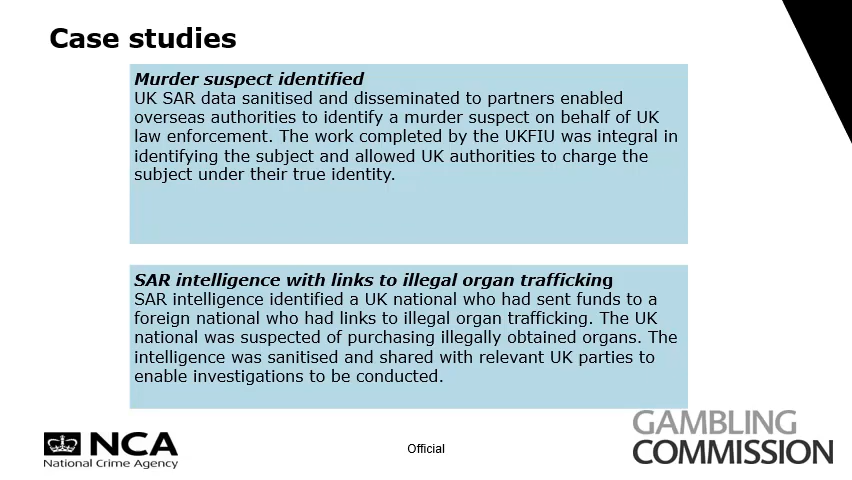 Case studies
Murder suspect identified
UK SAR data sanitised and disseminated to partners enabled
overseas authorities to identify a murder suspect on behalf of UK
law enforcement. The work completed by the UKFIU was integral in
identifying the subject and allowed UK authorities to charge the
subject under their true identity.
SAR intelligence with links to illegal organ trafficking
SAR intelligence identified a UK national who had sent funds to a
foreign national who had links to illegal organ trafficking. The UK
national was suspected of purchasing illegally obtained organs. The
intelligence was sanitised and shared with relevant UK parties to
enable investigations to be conducted.
NCA
National Crime Agency
Official
GAMBLING
COMMISSION